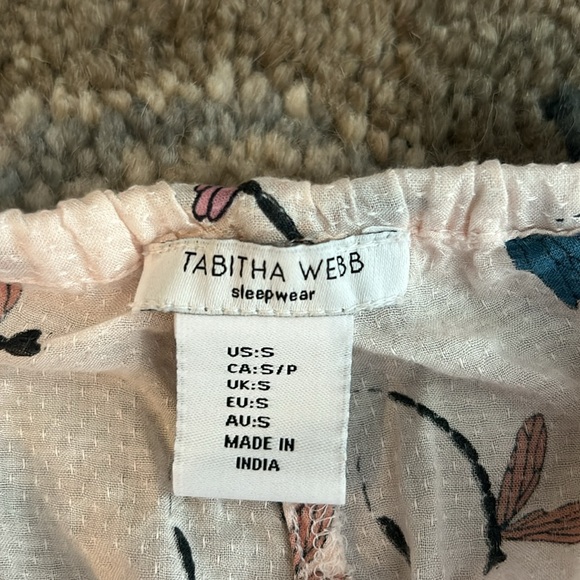 TABITHA WEBB
sleepwear
US:S
CA:S/P
UK:S
EU:S
AU:S
MADE IN
INDIA